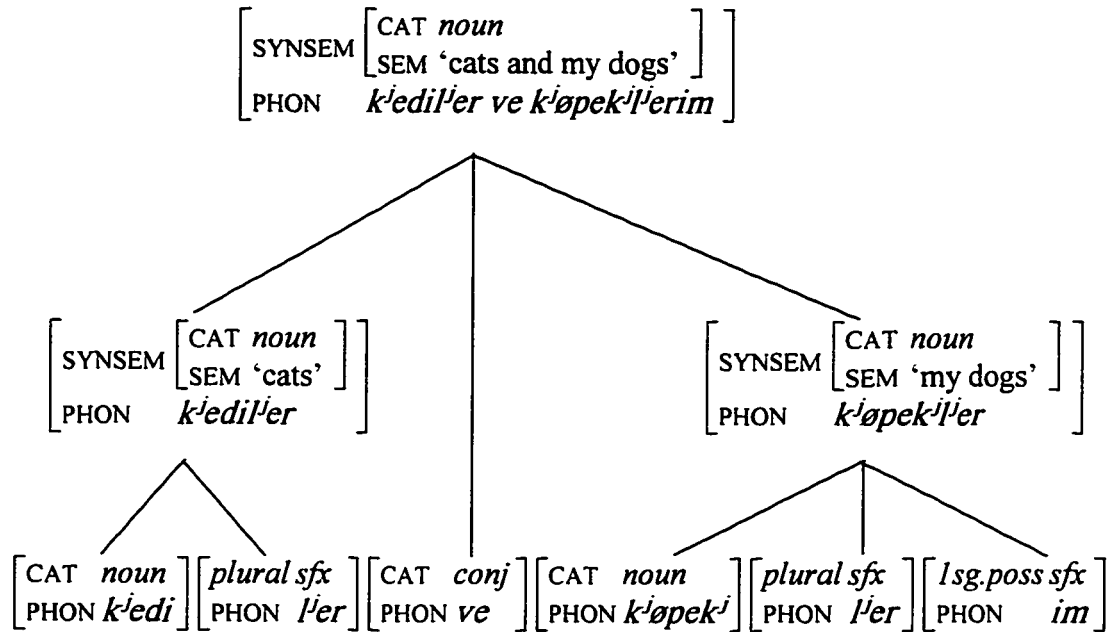 CAT noun
SYNSEM SEM ‘cats and my dogs’
PHON kʲedilʲer ve kʲøpekʲlʲerim
CAT noun
SYNSEM SEM ‘cats’
PHON kʲedilʲer
CAT noun
SYNSEM SEM ‘my dogs’
PHON kʲøpekʲlʲer
CAT noun
PHON kʲedi
plural sfx
PHON lʲer
CAT conj
PHON ve
CAT noun
PHON kʲøpekʲ
plural sfx
PHON lʲer
1sg.poss sfx
PHON im